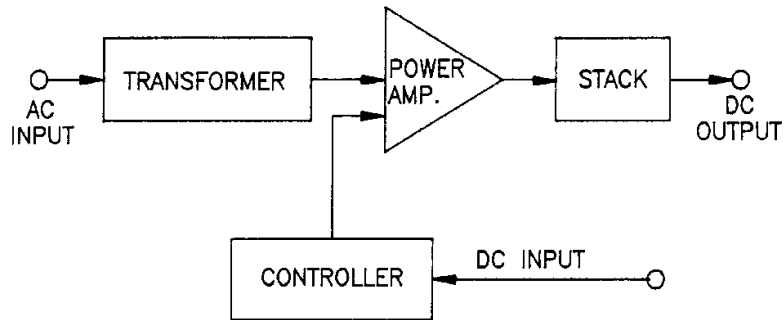 AC
INPUT
TRANSFORMER
POWER
AMP.
STACK
DC
OUTPUT
CONTROLLER
DC INPUT